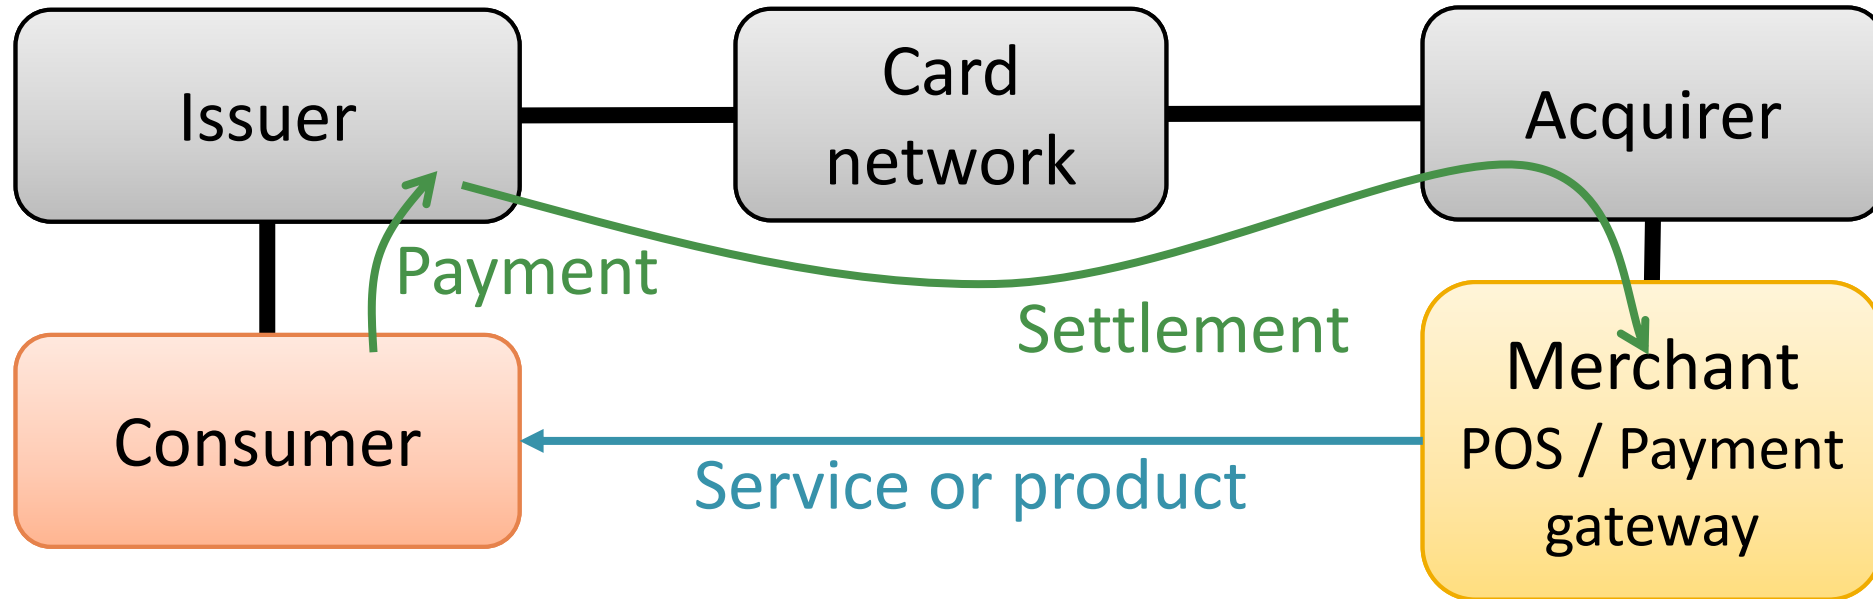 Issuer
Card
network
Acquirer
Payment
Settlement
Consumer
Service or product
Merchant
POS / Payment
gateway